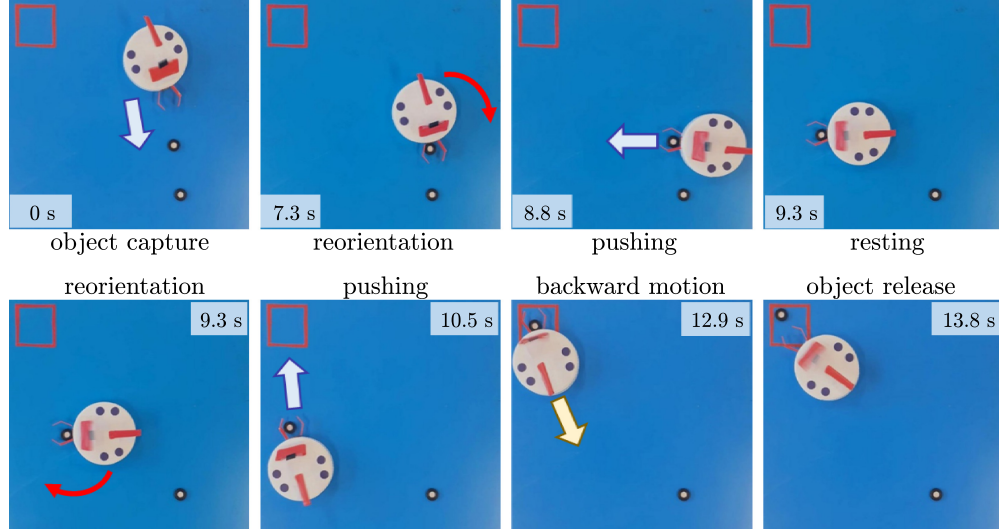 0 s
7.3 s
8.8 s
9.3 s
object capture
reorientation
pushing
resting
reorientation
pushing
backward motion
object release
9.3 s
10.5 s
12.9 s
13.8 s